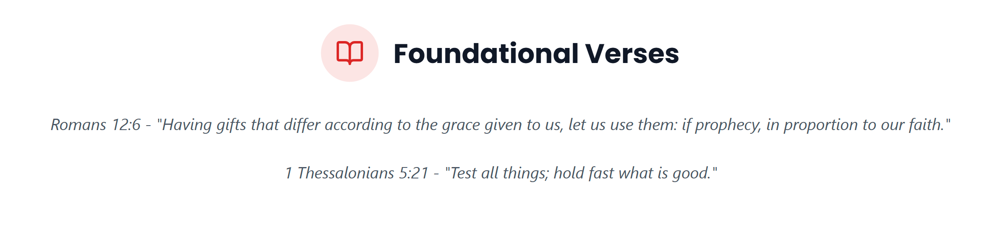 Foundational Verses
Romans 12:6 - "Having gifts that differ according to the grace given to us, let us use them: if prophecy, in proportion to our faith."
1 Thessalonians 5:21 - "Test all things; hold fast what is good."